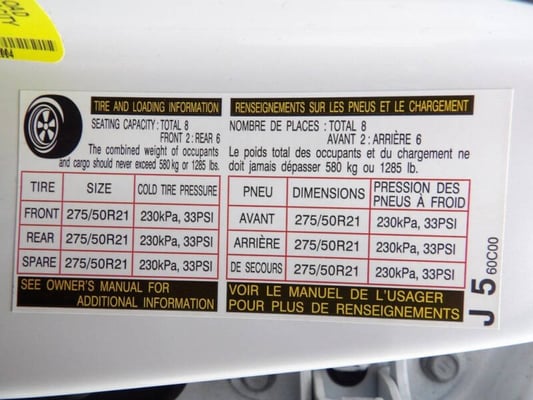 TIRE AND LOADING INFORMATION
SEATING CAPACITY : TOTAL 8
FRONT 2 : REAR 6
The combined weight of occupants
and cargo should never exceed 580 kg or 1285 lbs.
TIRE SIZE COLD TIRE PRESSURE
FRONT 275/50R21 230kPa, 33PSI
REAR 275/50R21 230kPa, 33PSI
SPARE 275/50R21 230kPa, 33PSI
SEE OWNER'S MANUAL FOR
ADDITIONAL INFORMATION
RENSEIGNEMENTS SUR LES PNEUS ET LE CHARGEMENT
NOMBRE DE PLACES : TOTAL 8
AVANT 2 : ARRIÈRE 6
Le poids total des occupants et du chargement ne
doit jamais dépasser 580 kg ou 1285 lb.
PNEU DIMENSIONS PRESSION DES
PNEUS À FROID
AVANT 275/50R21 230kPa, 33PSI
ARRIÈRE 275/50R21 230kPa, 33PSI
DE SECOURS 275/50R21 230kPa, 33PSI
VOIR LE MANUEL DE L'USAGER
POUR PLUS DE RENSEIGNEMENTS
J 5
60C00